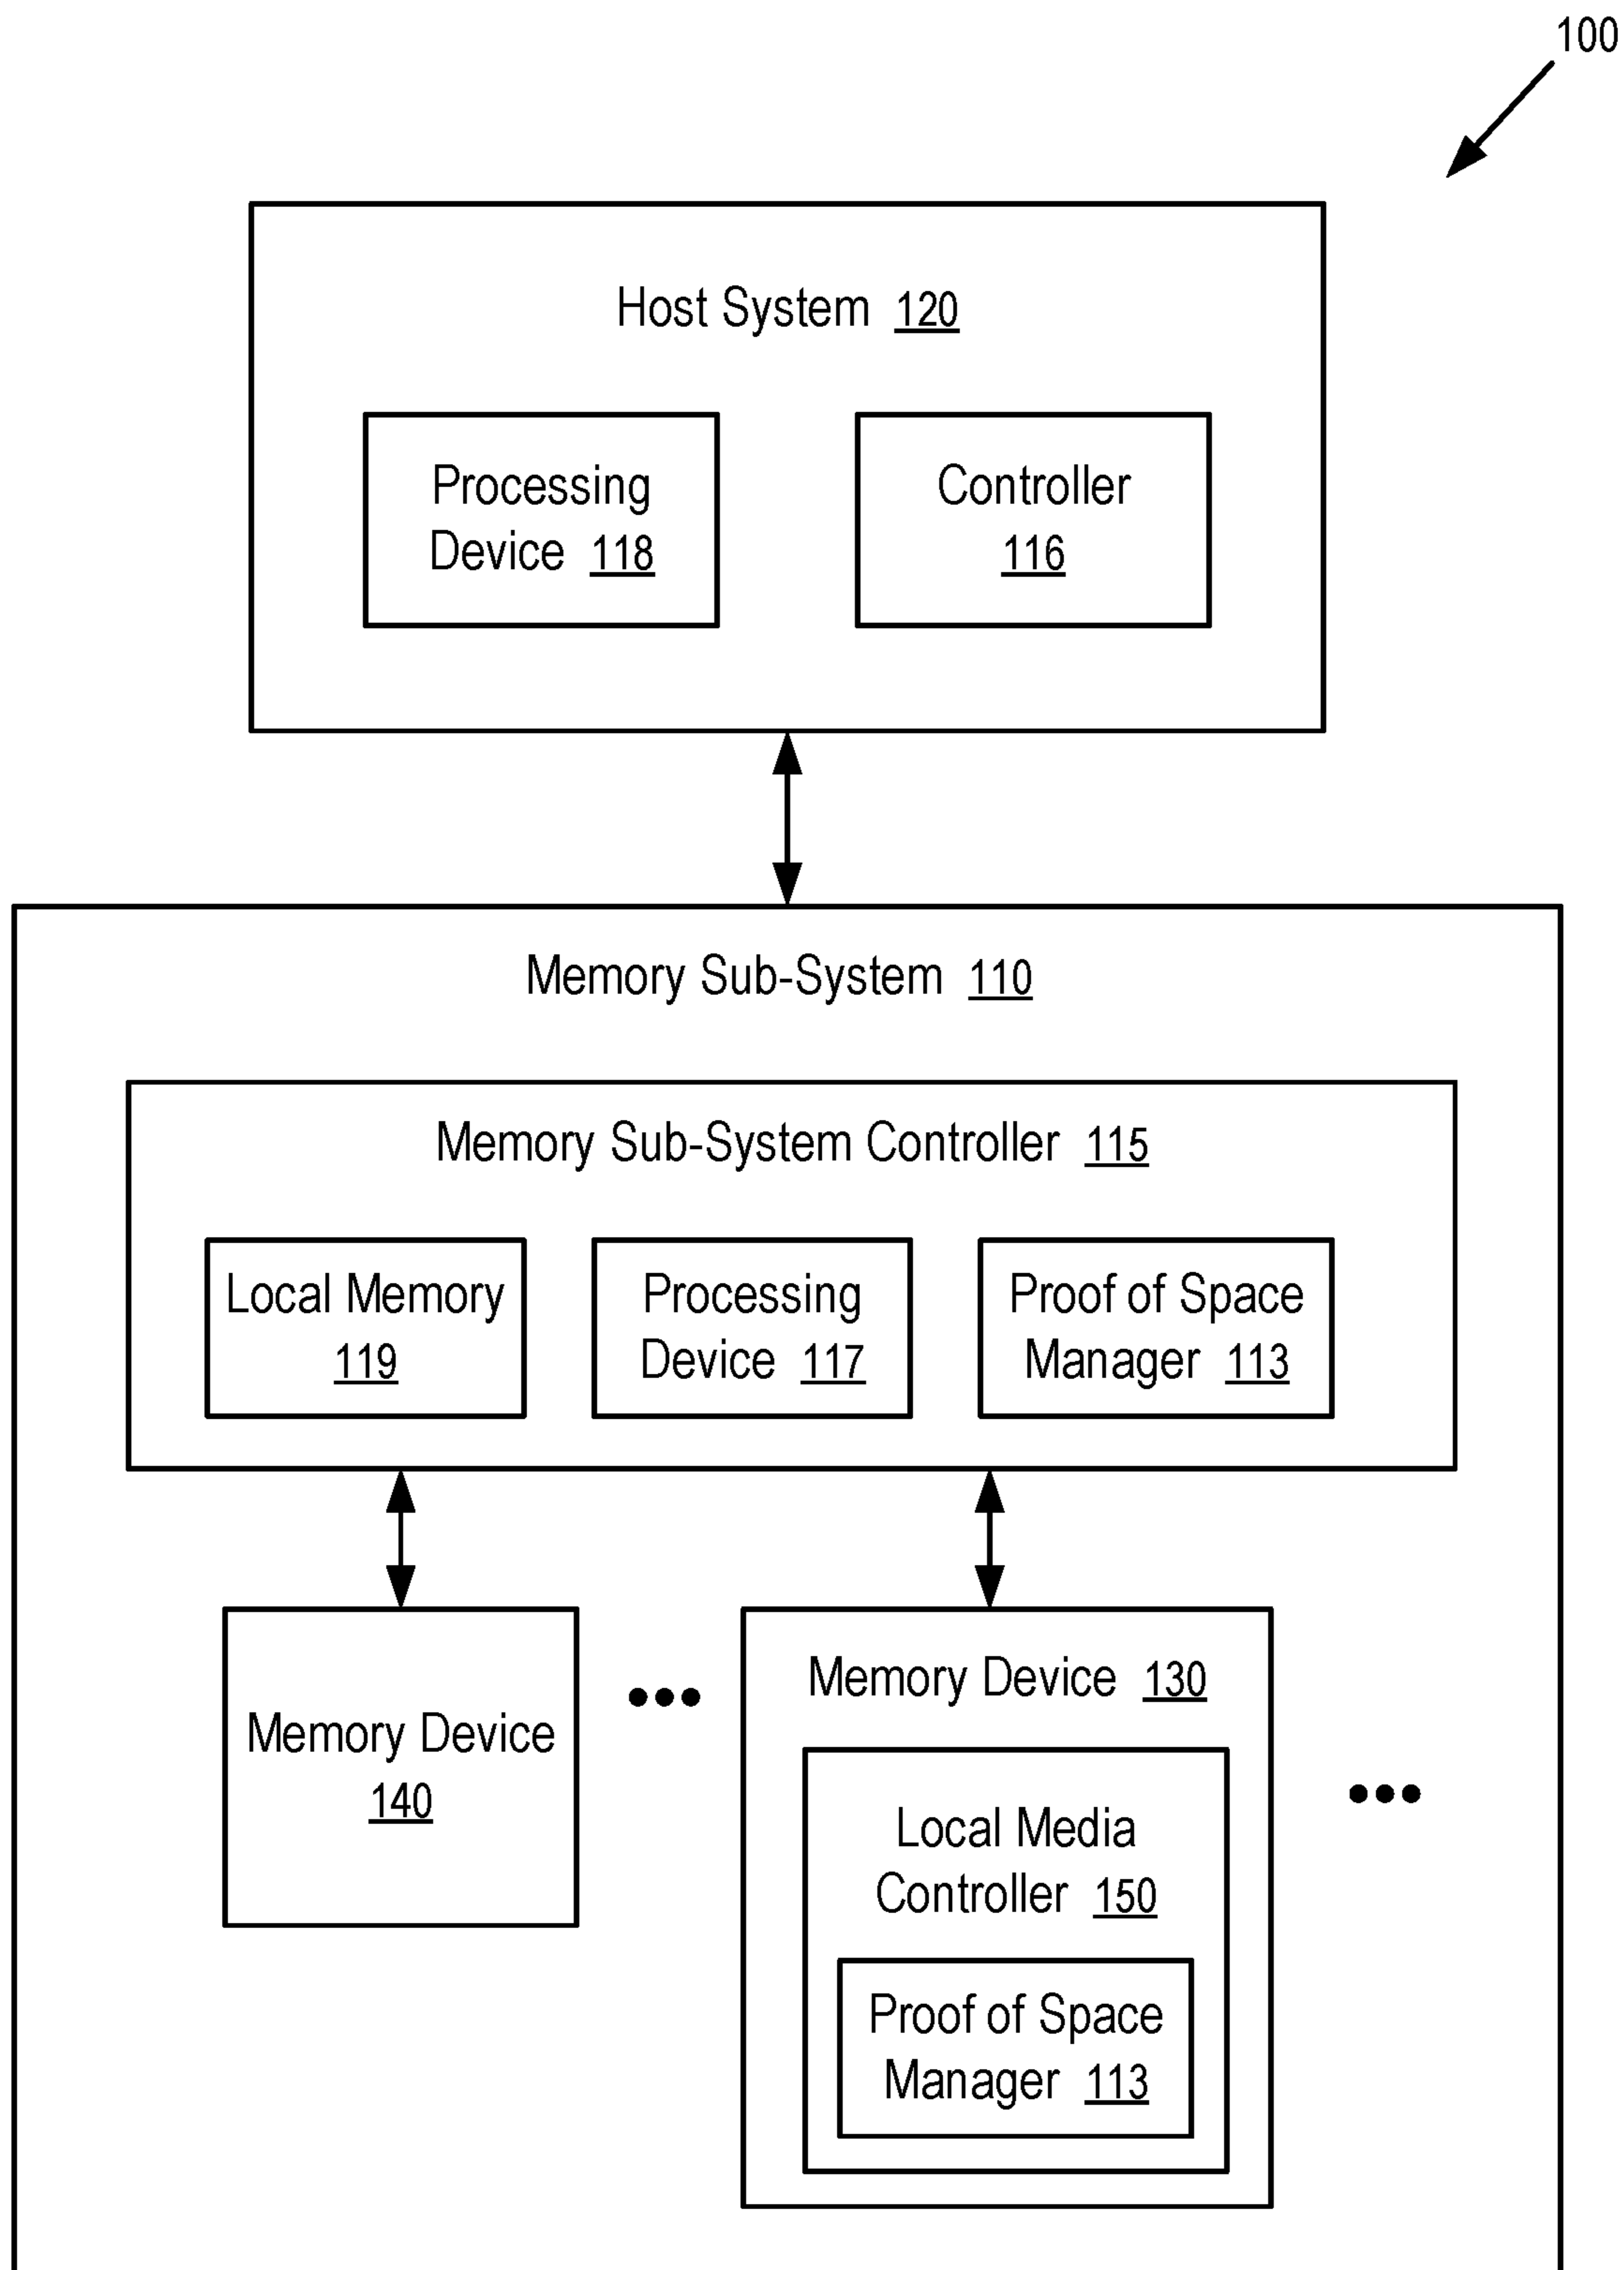 100
Host System 120
Processing
Device 118
Controller
116
Memory Sub-System 110
Memory Sub-System Controller 115
Local Memory
119
Processing
Device 117
Proof of Space
Manager 113
Memory Device
140
Memory Device 130
Local Media
Controller 150
Proof of Space
Manager 113